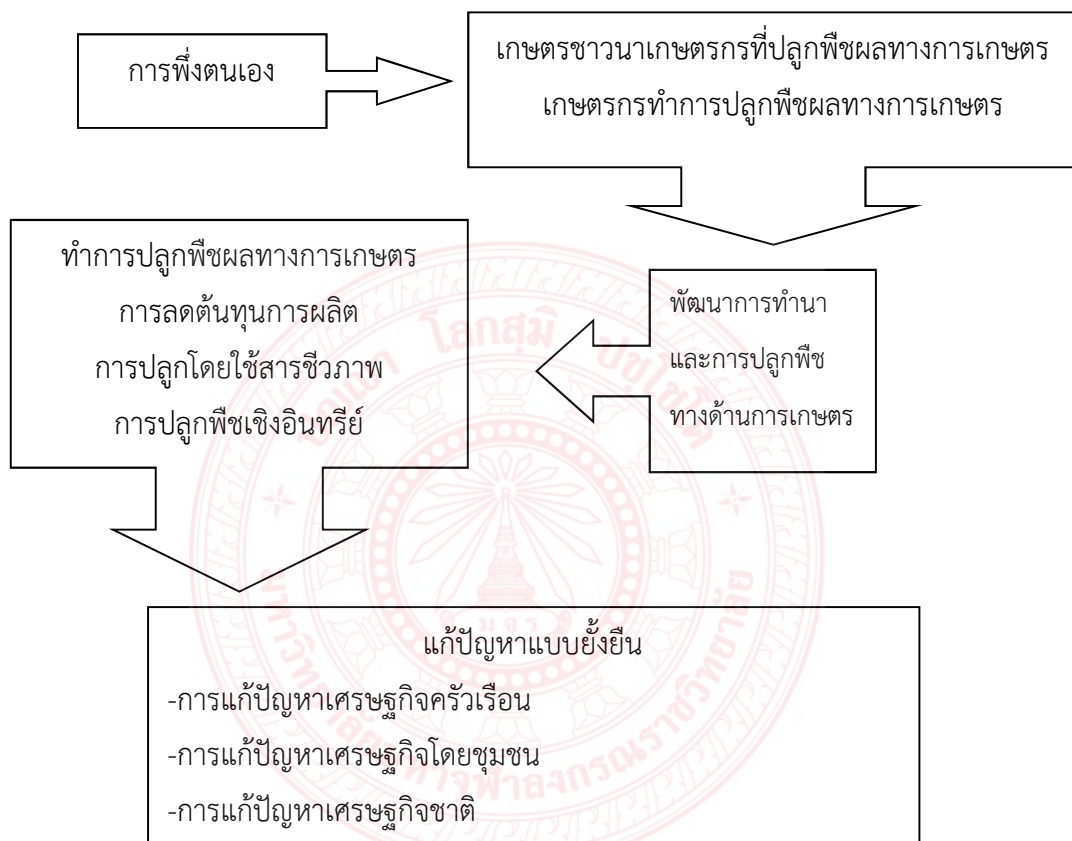 การพึ่งตนเอง
เกษตรชาวนาเกษตรกรที่ปลูกพืชผลทางการเกษตร
เกษตรกรทำการปลูกพืชผลทางการเกษตร
พัฒนาการทำนา
และการปลูกพืช
ทางด้านการเกษตร
ทำการปลูกพืชผลทางการเกษตร
การลดต้นทุนการผลิต
การปลูกโดยใช้สารชีวภาพ
การปลูกพืชเชิงอินทรีย์
แก้ปัญหาแบบยั้งยืน
-การแก้ปัญหาเศรษฐกิจครัวเรือน
-การแก้ปัญหาเศรษฐกิจโดยชุมชน
-การแก้ปัญหาเศรษฐกิจชาติ
โลกสฺมิ
มจร